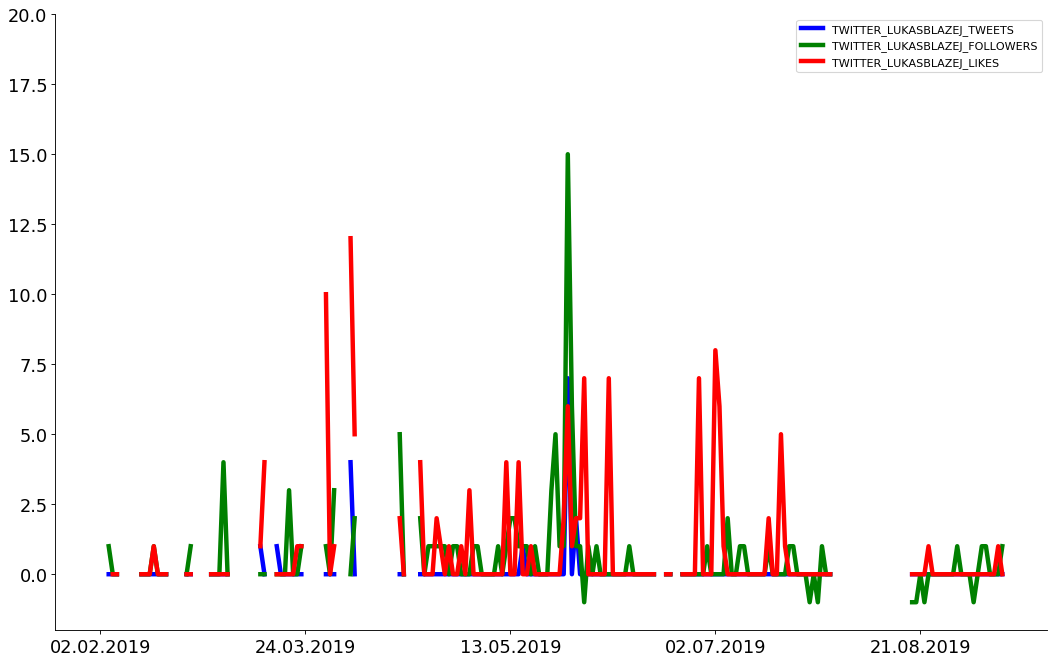 20.0
17.5
15.0
12.5
10.0
7.5
5.0
2.5
0.0
TWITTER_LUKASBLAZEJ_TWEETS
TWITTER_LUKASBLAZEJ_FOLLOWERS
TWITTER_LUKASBLAZEJ_LIKES
02.02.2019 24.03.2019 13.05.2019 02.07.2019 21.08.2019